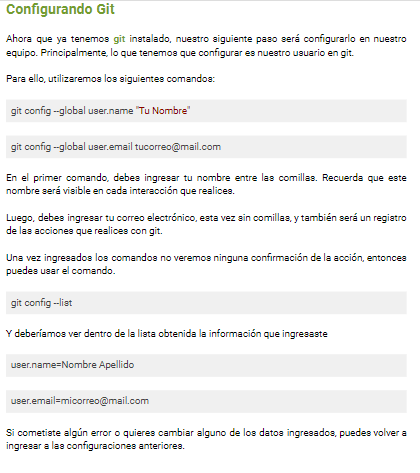 Configurando Git
Ahora que ya tenemos git instalado, nuestro siguiente paso será configurarlo en nuestro
equipo. Principalmente, lo que tenemos que configurar es nuestro usuario en git.
Para ello, utilizaremos los siguientes comandos:
git config --global user.name "Tu Nombre"
git config --global user.email tucorreo@mail.com
En el primer comando, debes ingresar tu nombre entre las comillas. Recuerda que este
nombre será visible en cada interacción que realices.
Luego, debes ingresar tu correo electrónico, esta vez sin comillas, y también será un registro
de las acciones que realices con git.
Una vez ingresados los comandos no veremos ninguna confirmación de la acción, entonces
puedes usar el comando.
git config --list
Y deberíamos ver dentro de la lista obtenida la información que ingresaste
user.name=Nombre Apellido
user.email=micorreo@mail.com
Si cometiste algún error o quieres cambiar alguno de los datos ingresados, puedes volver a
ingresar a las configuraciones anteriores.